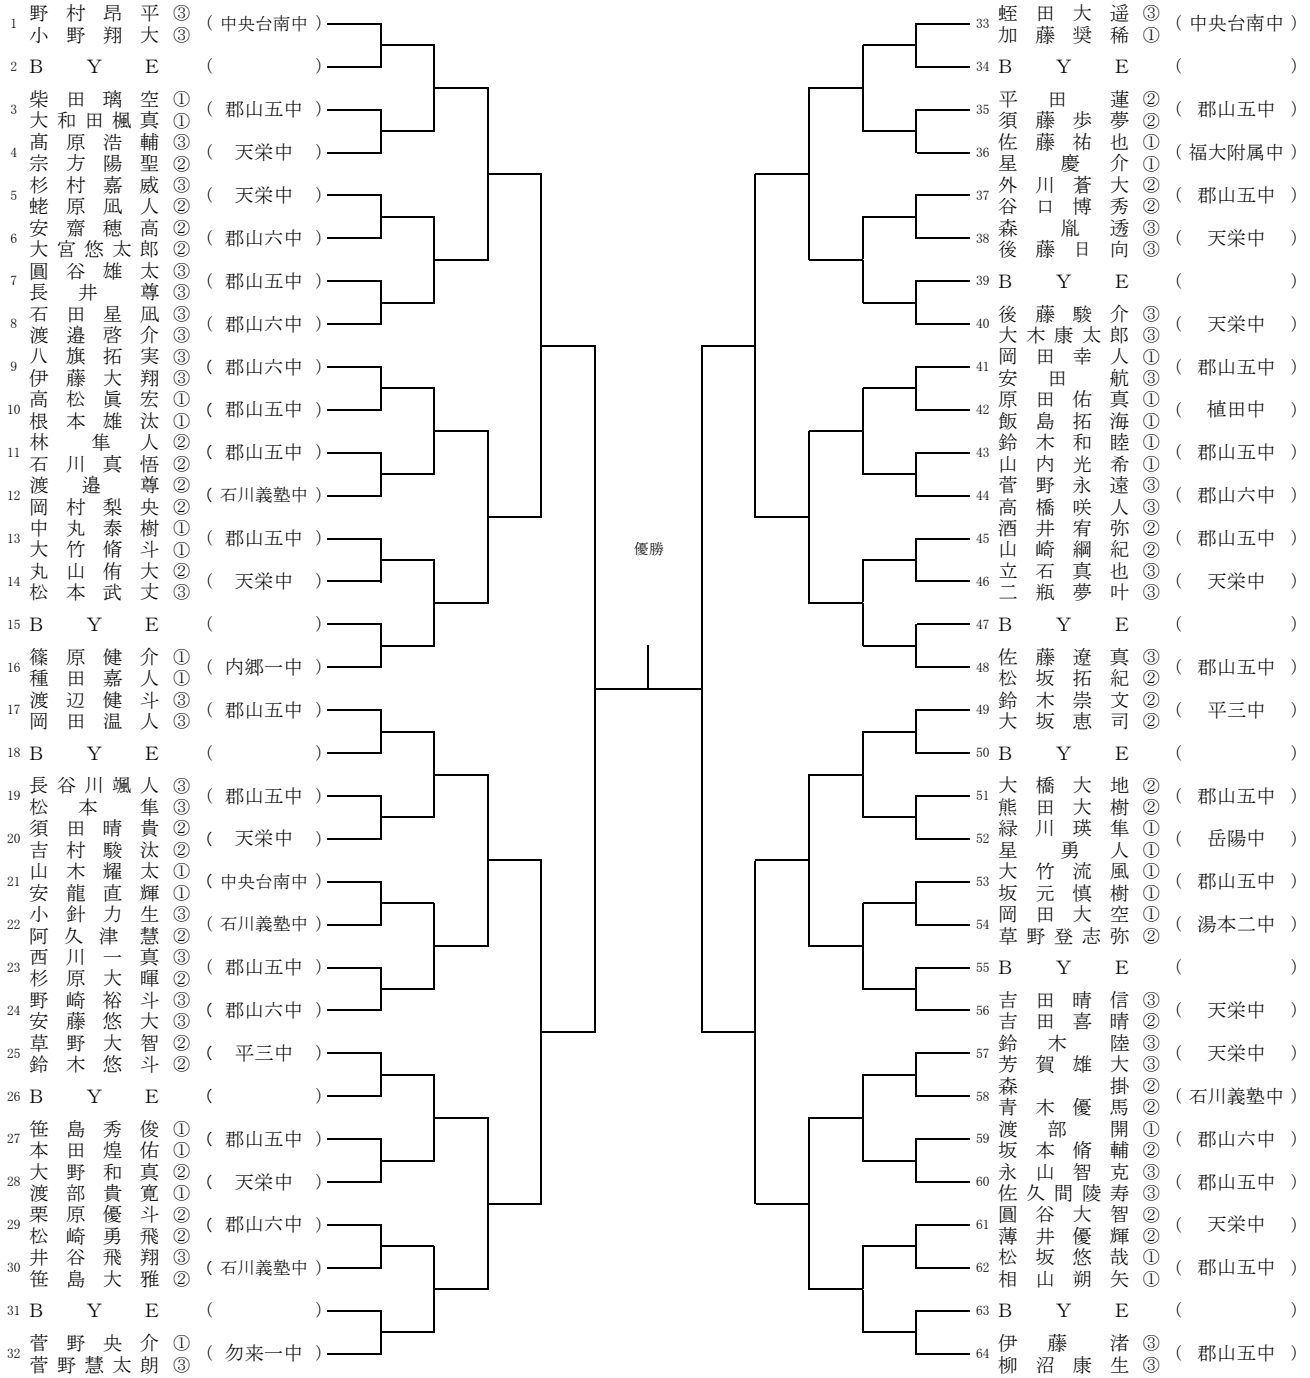 1 野村昂平③ (中央台南中)
小野翔大③
2 BYE ( )
3 柴田璃空① (郡山五中)
大和田楓真①
4 髙原浩輔③ (天栄中)
宗方陽聖②
5 杉村嘉威③ (天栄中)
蛯原凪人②
6 安齋穂高② (郡山六中)
大宮悠太郎②
7 圓谷雄太③ (郡山五中)
長井尊③
8 石田星凪③ (郡山六中)
渡邉啓介③
9 八旗拓実③ (郡山六中)
伊藤大翔③
10 高松眞宏① (郡山五中)
根本雄汰①
11 林隼人② (郡山五中)
石川真悟②
12 渡邉尊② (石川義塾中)
岡村梨央②
13 中丸泰樹① (郡山五中)
大竹脩斗①
14 丸山侑大② (天栄中)
松本武丈③
15 BYE ( )
16 篠原健介① (内郷一中)
種田嘉人①
17 渡辺健斗③ (郡山五中)
岡田温人③
18 BYE ( )
19 長谷川颯人③ (郡山五中)
松本隼③
20 須田晴貴② (天栄中)
吉村駿汰②
21 山木耀太① (中央台南中)
安龍直輝①
22 小針力生③ (石川義塾中)
阿久津慧②
23 西川一真③ (郡山五中)
杉原大暉②
24 野崎裕斗③ (郡山六中)
安藤悠大③
25 草野大智② (平三中)
鈴木悠斗②
26 BYE ( )
27 笹島秀俊① (郡山五中)
本田煌佑①
28 大野和真② (天栄中)
渡部貴寛①
29 栗原優斗② (郡山六中)
松崎勇飛②
30 井谷飛翔③ (石川義塾中)
笹島大雅②
31 BYE ( )
32 菅野央介① (勿来一中)
菅野慧太朗③
優勝
33 蛭田大遥③ (中央台南中)
加藤奨稀①
34 BYE ( )
35 平田蓮② (郡山五中)
須藤歩夢②
36 佐藤祐也① (福大附属中)
星慶介①
37 外川蒼大② (郡山五中)
谷口博秀②
38 森胤透③ (天栄中)
後藤日向③
39 BYE ( )
40 後藤駿介③ (天栄中)
大木康太郎③
41 岡田幸人① (郡山五中)
安田航③
42 原田佑真① (植田中)
飯島拓海①
43 鈴木和睦① (郡山五中)
山内光希①
44 菅野永遠③ (郡山六中)
高橋咲人③
45 酒井宥弥② (郡山五中)
山崎綱紀②
46 立石真也③ (天栄中)
二瓶夢叶③
47 BYE ( )
48 佐藤遼真③ (郡山五中)
松坂拓紀②
49 鈴木崇文② (平三中)
大坂恵司②
50 BYE ( )
51 大橋大地② (郡山五中)
熊田大樹②
52 緑川瑛隼① (岳陽中)
星勇人①
53 大竹流風① (郡山五中)
坂元慎樹①
54 岡田大空① (湯本二中)
草野登志弥②
55 BYE ( )
56 吉田晴信③ (天栄中)
吉田喜晴②
57 鈴木陸③ (天栄中)
芳賀雄大③
58 森掛② (石川義塾中)
青木優馬②
59 渡部開① (郡山六中)
坂本脩輔②
60 永山智克③ (郡山五中)
佐久間陵寿③
61 圓谷大智② (天栄中)
薄井優輝②
62 松坂悠哉① (郡山五中)
相山朔矢①
63 BYE ( )
64 伊藤渚③ (郡山五中)
柳沼康生③